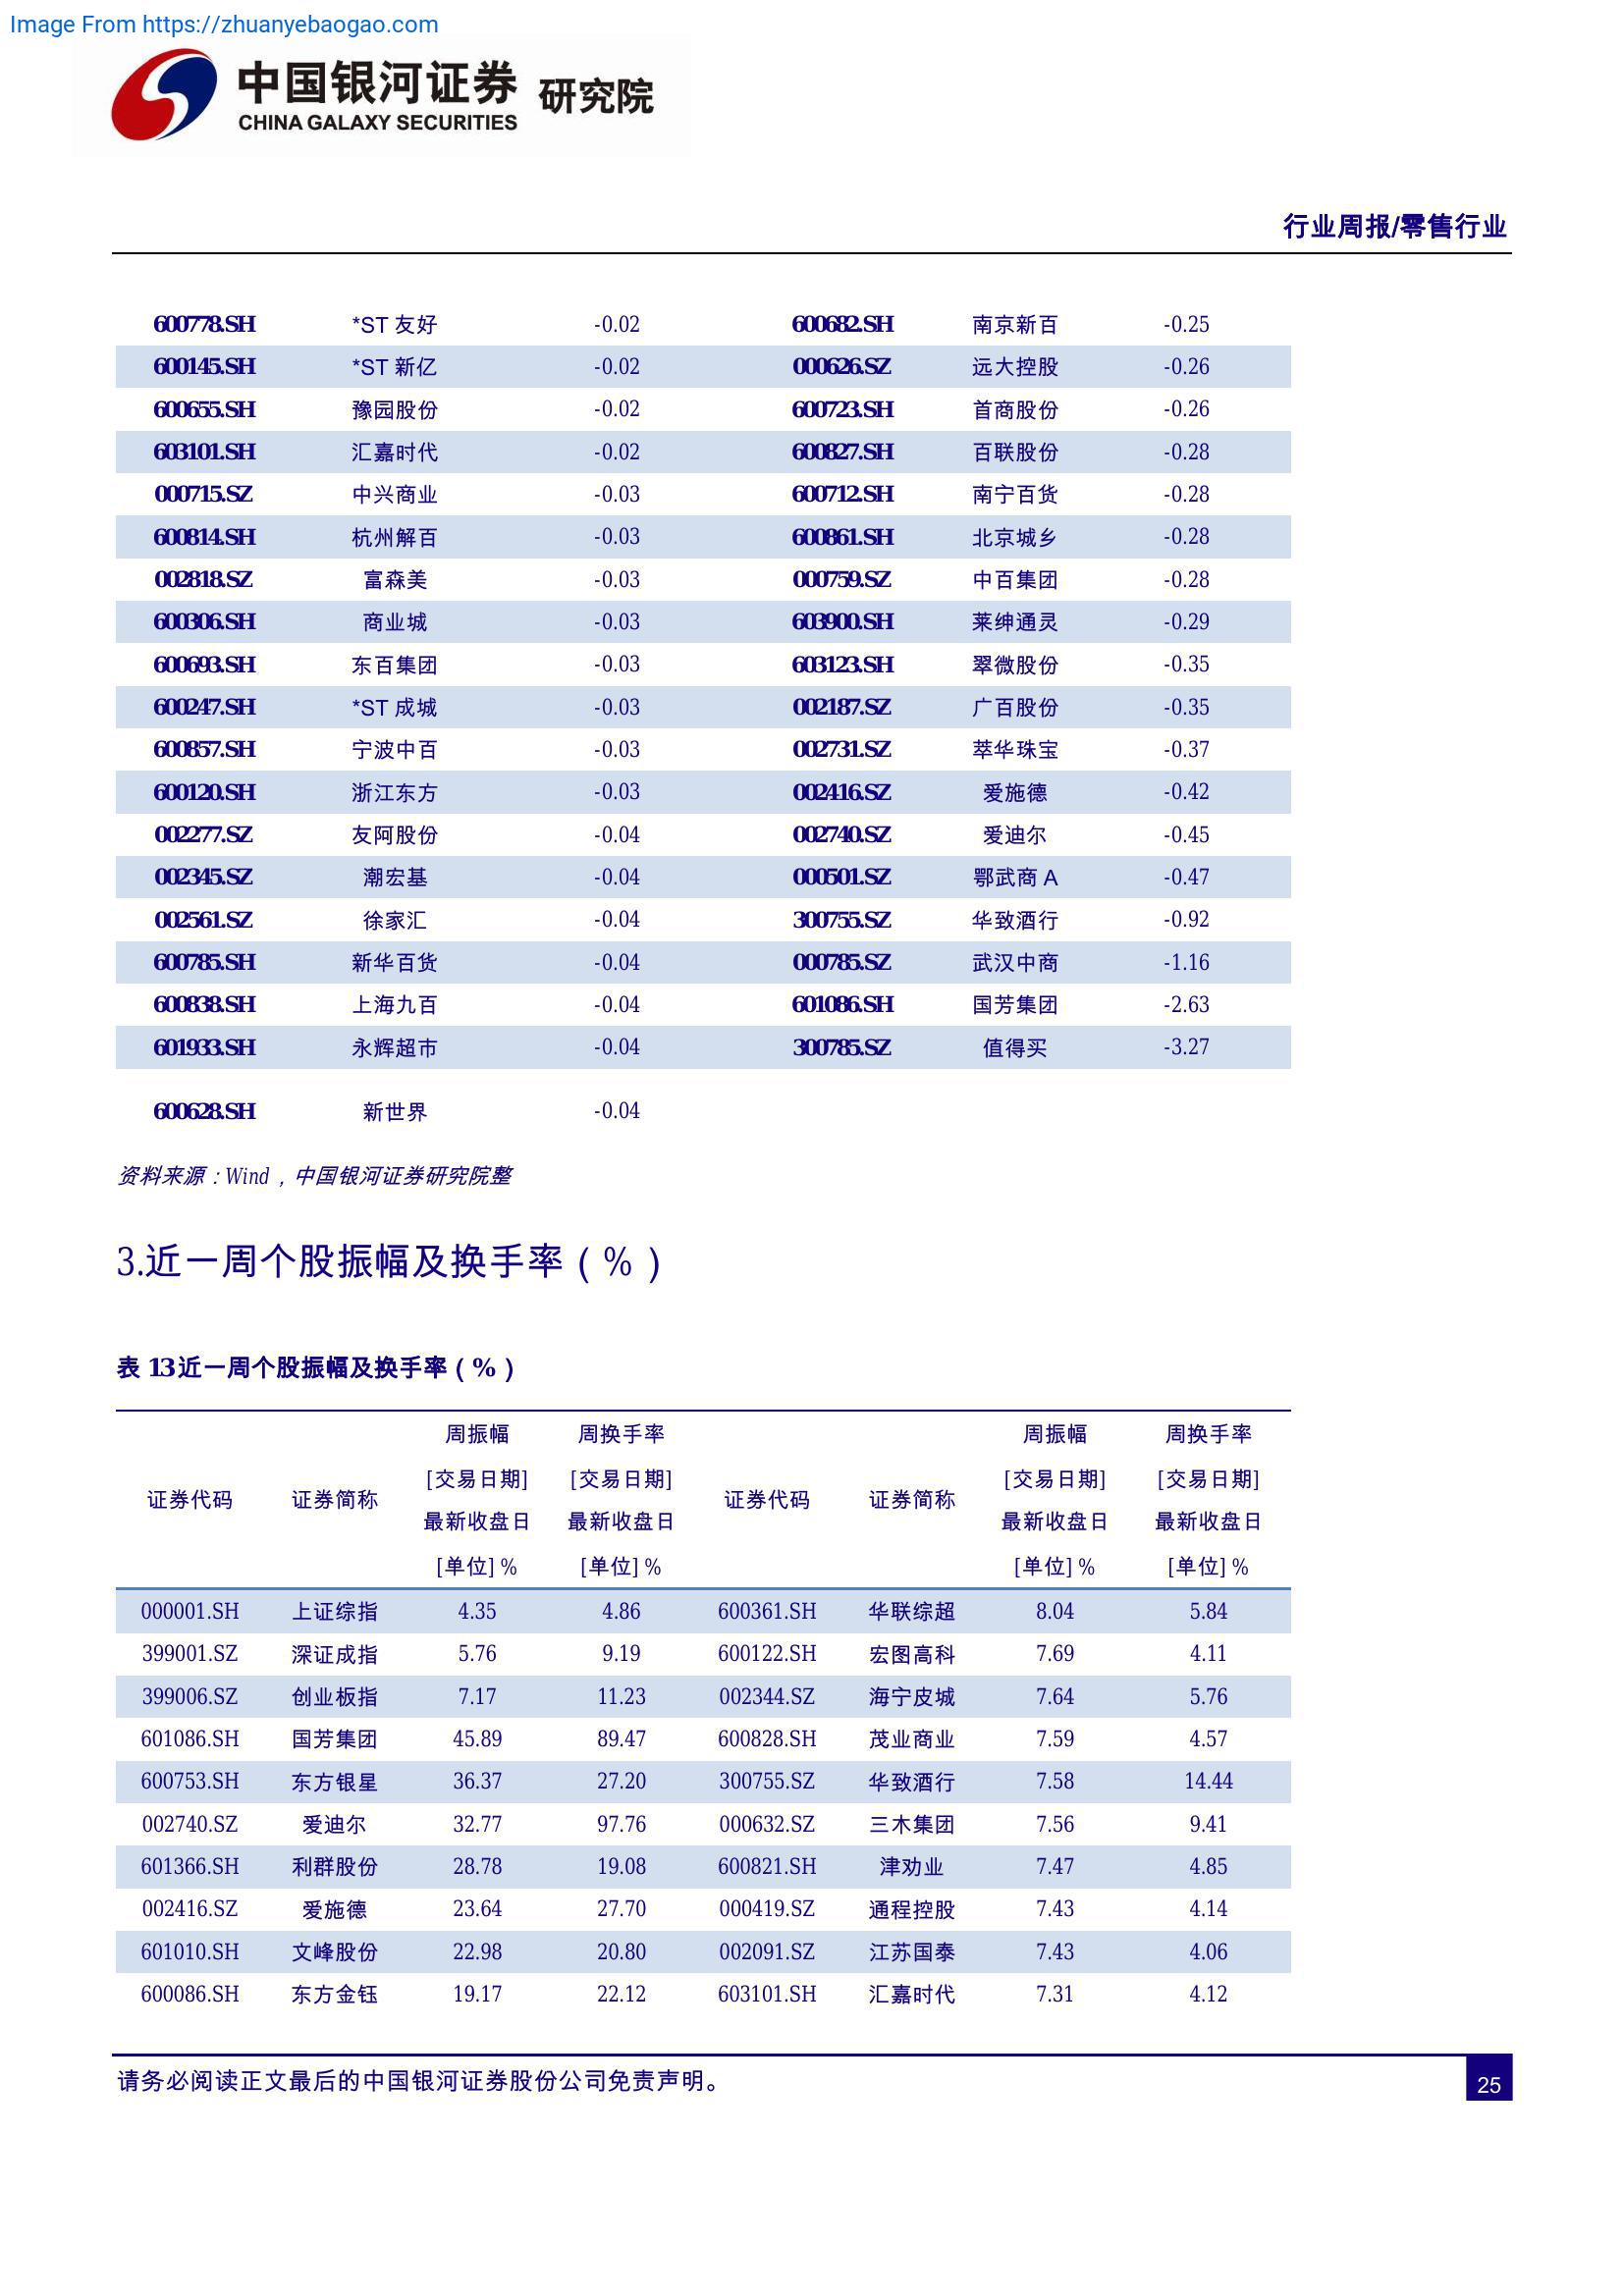 Image From https://zhuanyebaogao.com
中国银河证券 研究院
CHINA GALAXY SECURITIES
行业周报/零售行业
600778.SH *ST 友好 -0.02 600682.SH 南京新百 -0.25
600145.SH *ST 新亿 -0.02 000626.SZ 远大控股 -0.26
600655.SH 豫园股份 -0.02 600723.SH 首商股份 -0.26
603101.SH 汇嘉时代 -0.02 600827.SH 百联股份 -0.28
000715.SZ 中兴商业 -0.03 600712.SH 南宁百货 -0.28
600814.SH 杭州解百 -0.03 600861.SH 北京城乡 -0.28
002818.SZ 富森美 -0.03 000759.SZ 中百集团 -0.28
600306.SH 商业城 -0.03 603900.SH 莱绅通灵 -0.29
600693.SH 东百集团 -0.03 603123.SH 翠微股份 -0.35
600247.SH *ST 成城 -0.03 002187.SZ 广百股份 -0.35
600857.SH 宁波中百 -0.03 002731.SZ 萃华珠宝 -0.37
600120.SH 浙江东方 -0.03 002416.SZ 爱施德 -0.42
002277.SZ 友阿股份 -0.04 002740.SZ 爱迪尔 -0.45
002345.SZ 潮宏基 -0.04 000501.SZ 鄂武商 A -0.47
002561.SZ 徐家汇 -0.04 300755.SZ 华致酒行 -0.92
600785.SH 新华百货 -0.04 000785.SZ 武汉中商 -1.16
600838.SH 上海九百 -0.04 601086.SH 国芳集团 -2.63
601933.SH 永辉超市 -0.04 300785.SZ 值得买 -3.27
600628.SH 新世界 -0.04
资料来源：Wind，中国银河证券研究院整
3.近一周个股振幅及换手率（%）
表 13近一周个股振幅及换手率（%）
周振幅 周换手率 周振幅 周换手率
[交易日期] [交易日期] [交易日期] [交易日期]
证券代码 证券简称 证券代码 证券简称
最新收盘日 最新收盘日 最新收盘日 最新收盘日
[单位] % [单位] % [单位] % [单位] %
000001.SH 上证综指 4.35 4.86 600361.SH 华联综超 8.04 5.84
399001.SZ 深证成指 5.76 9.19 600122.SH 宏图高科 7.69 4.11
399006.SZ 创业板指 7.17 11.23 002344.SZ 海宁皮城 7.64 5.76
601086.SH 国芳集团 45.89 89.47 600828.SH 茂业商业 7.59 4.57
600753.SH 东方银星 36.37 27.20 300755.SZ 华致酒行 7.58 14.44
002740.SZ 爱迪尔 32.77 97.76 000632.SZ 三木集团 7.56 9.41
601366.SH 利群股份 28.78 19.08 600821.SH 津劝业 7.47 4.85
002416.SZ 爱施德 23.64 27.70 000419.SZ 通程控股 7.43 4.14
601010.SH 文峰股份 22.98 20.80 002091.SZ 江苏国泰 7.43 4.06
600086.SH 东方金钰 19.17 22.12 603101.SH 汇嘉时代 7.31 4.12
请务必阅读正文最后的中国银河证券股份公司免责声明。
25